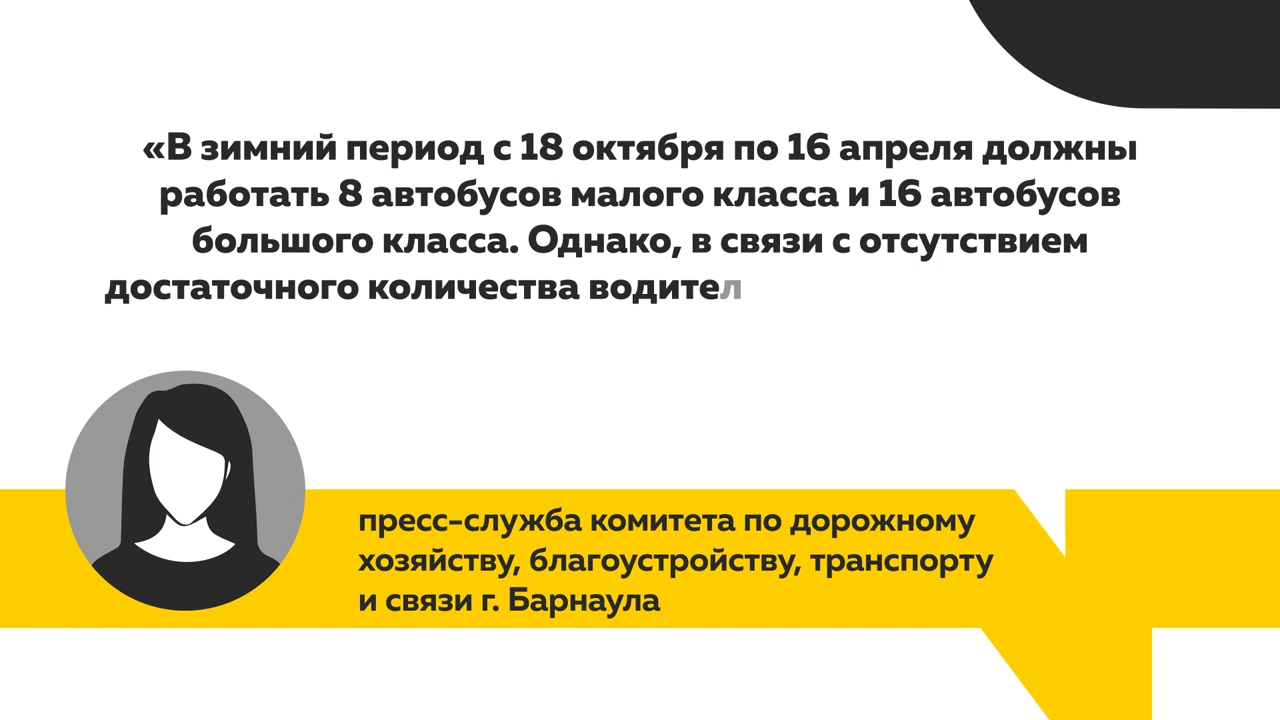 «В зимний период с 18 октября по 16 апреля должны
работать 8 автобусов малого класса и 16 автобусов
большого класса. Однако, в связи с отсутствием
достаточного количества водител
пресс-служба комитета по дорожному
хозяйству, благоустройству, транспорту
и связи г. Барнаула